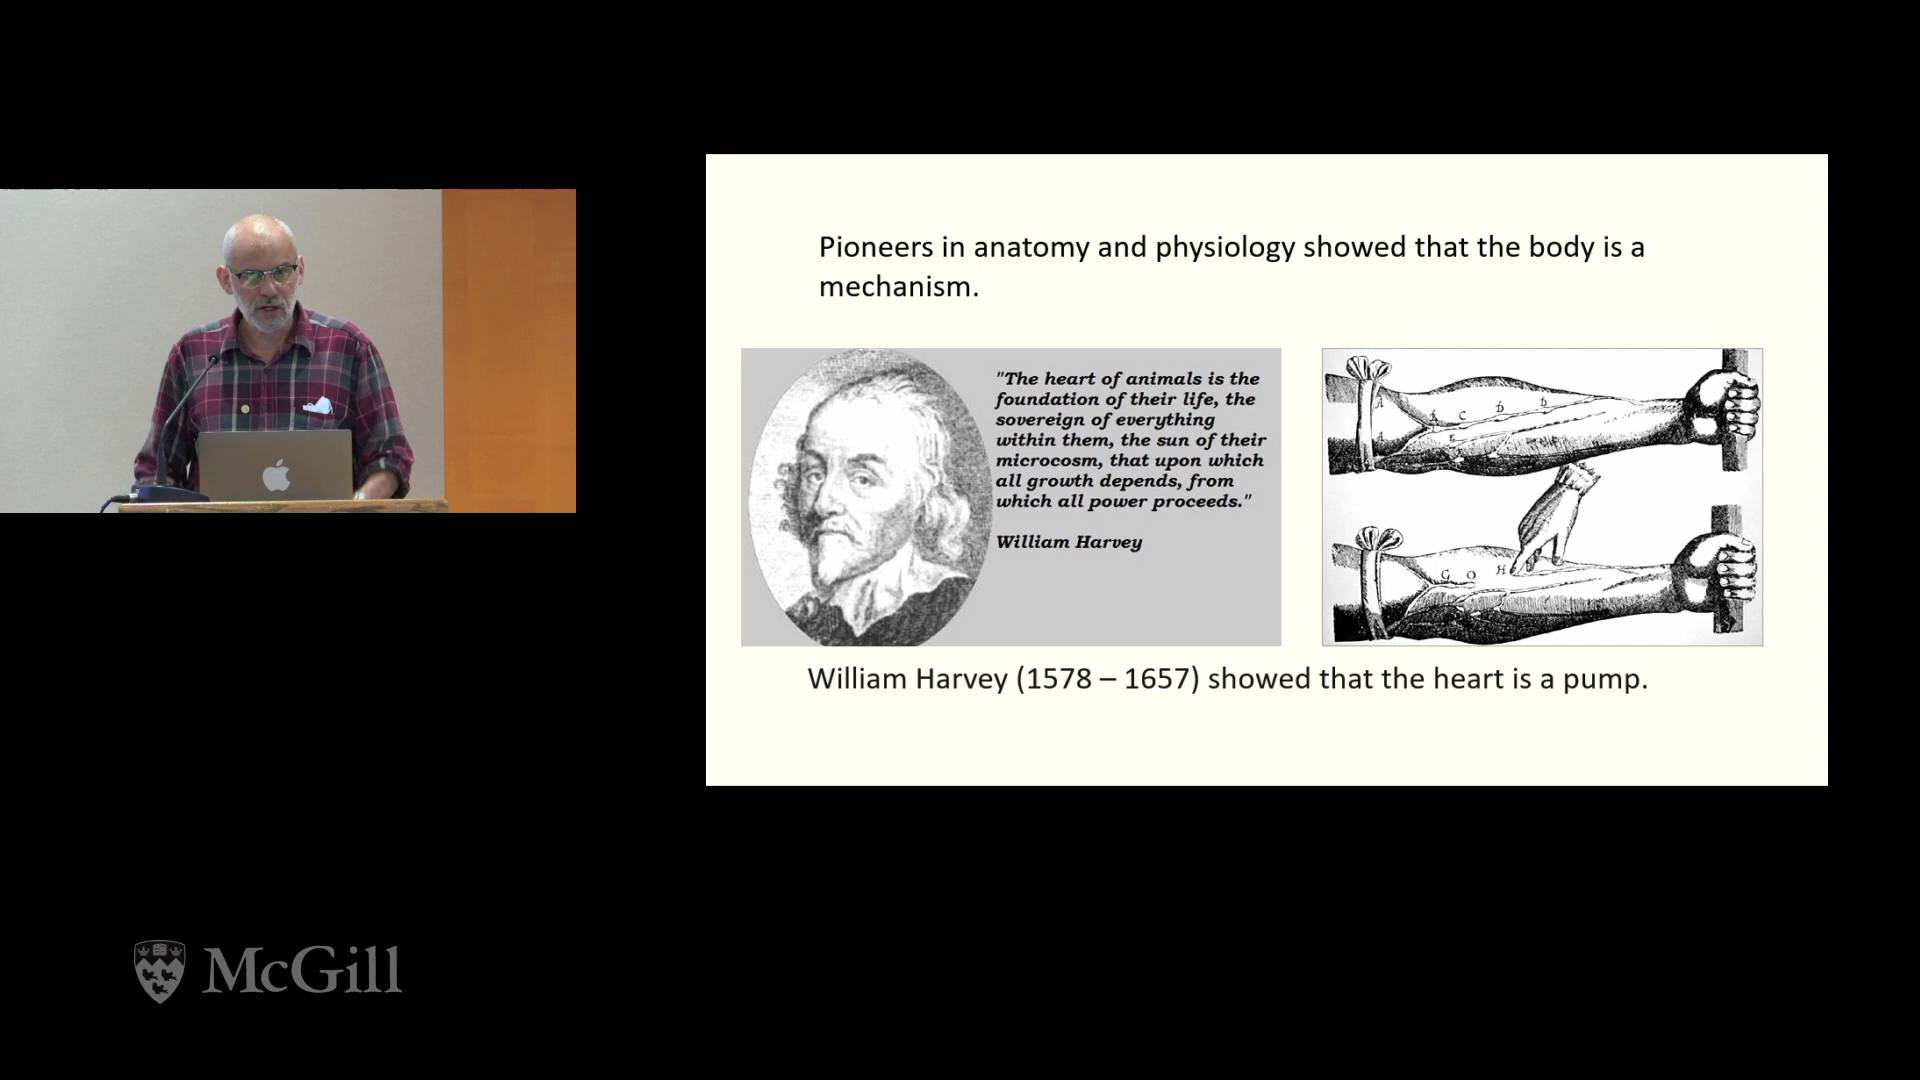 Pioneers in anatomy and physiology showed that the body is a
mechanism.
"The heart of animals is the
foundation of their life, the
sovereign of everything
within them, the sun of their
microcosm, that upon which
all growth depends, from
which all power proceeds."
William Harvey
A
C
D
D
G O H
William Harvey (1578 – 1657) showed that the heart is a pump.
McGill